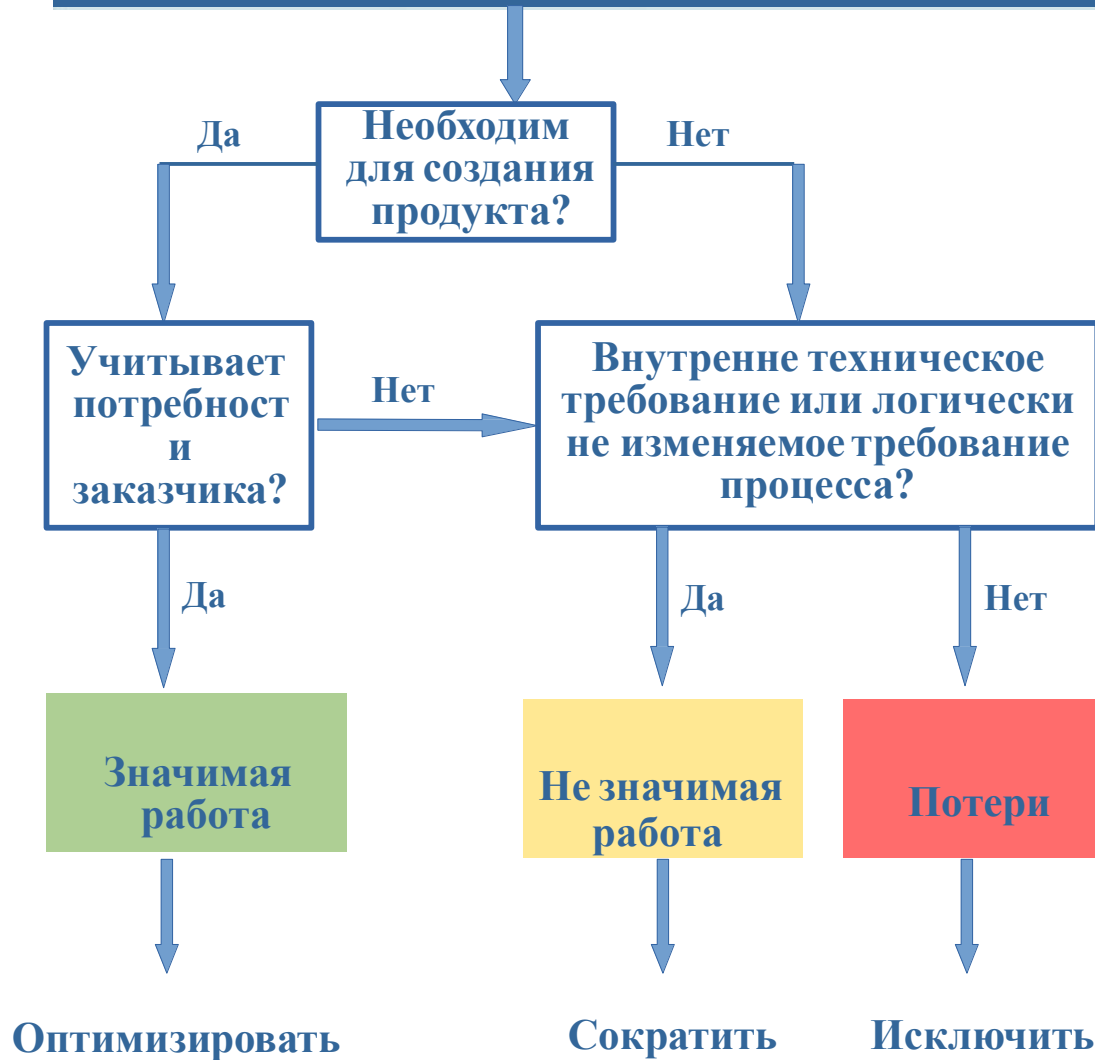 Да
Необходим
для создания
продукта?
Нет
Учитывает
потребност
и
заказчика?
Нет
Внутренне техническое
требование или логически
не изменяемое требование
процесса?
Да
Да
Нет
Значимая
работа
Не значимая
работа
Потери
Оптимизировать
Сократить
Исключить